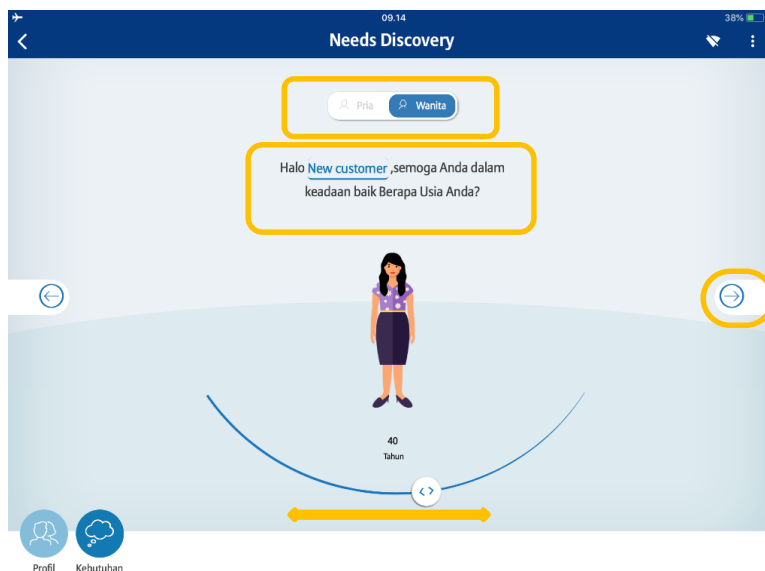 09.14
38%
Needs Discovery
Pria
Wanita
Halo New customer ,semoga Anda dalam
keadaan baik Berapa Usia Anda?
40
Tahun
Profil
Kebutuhan